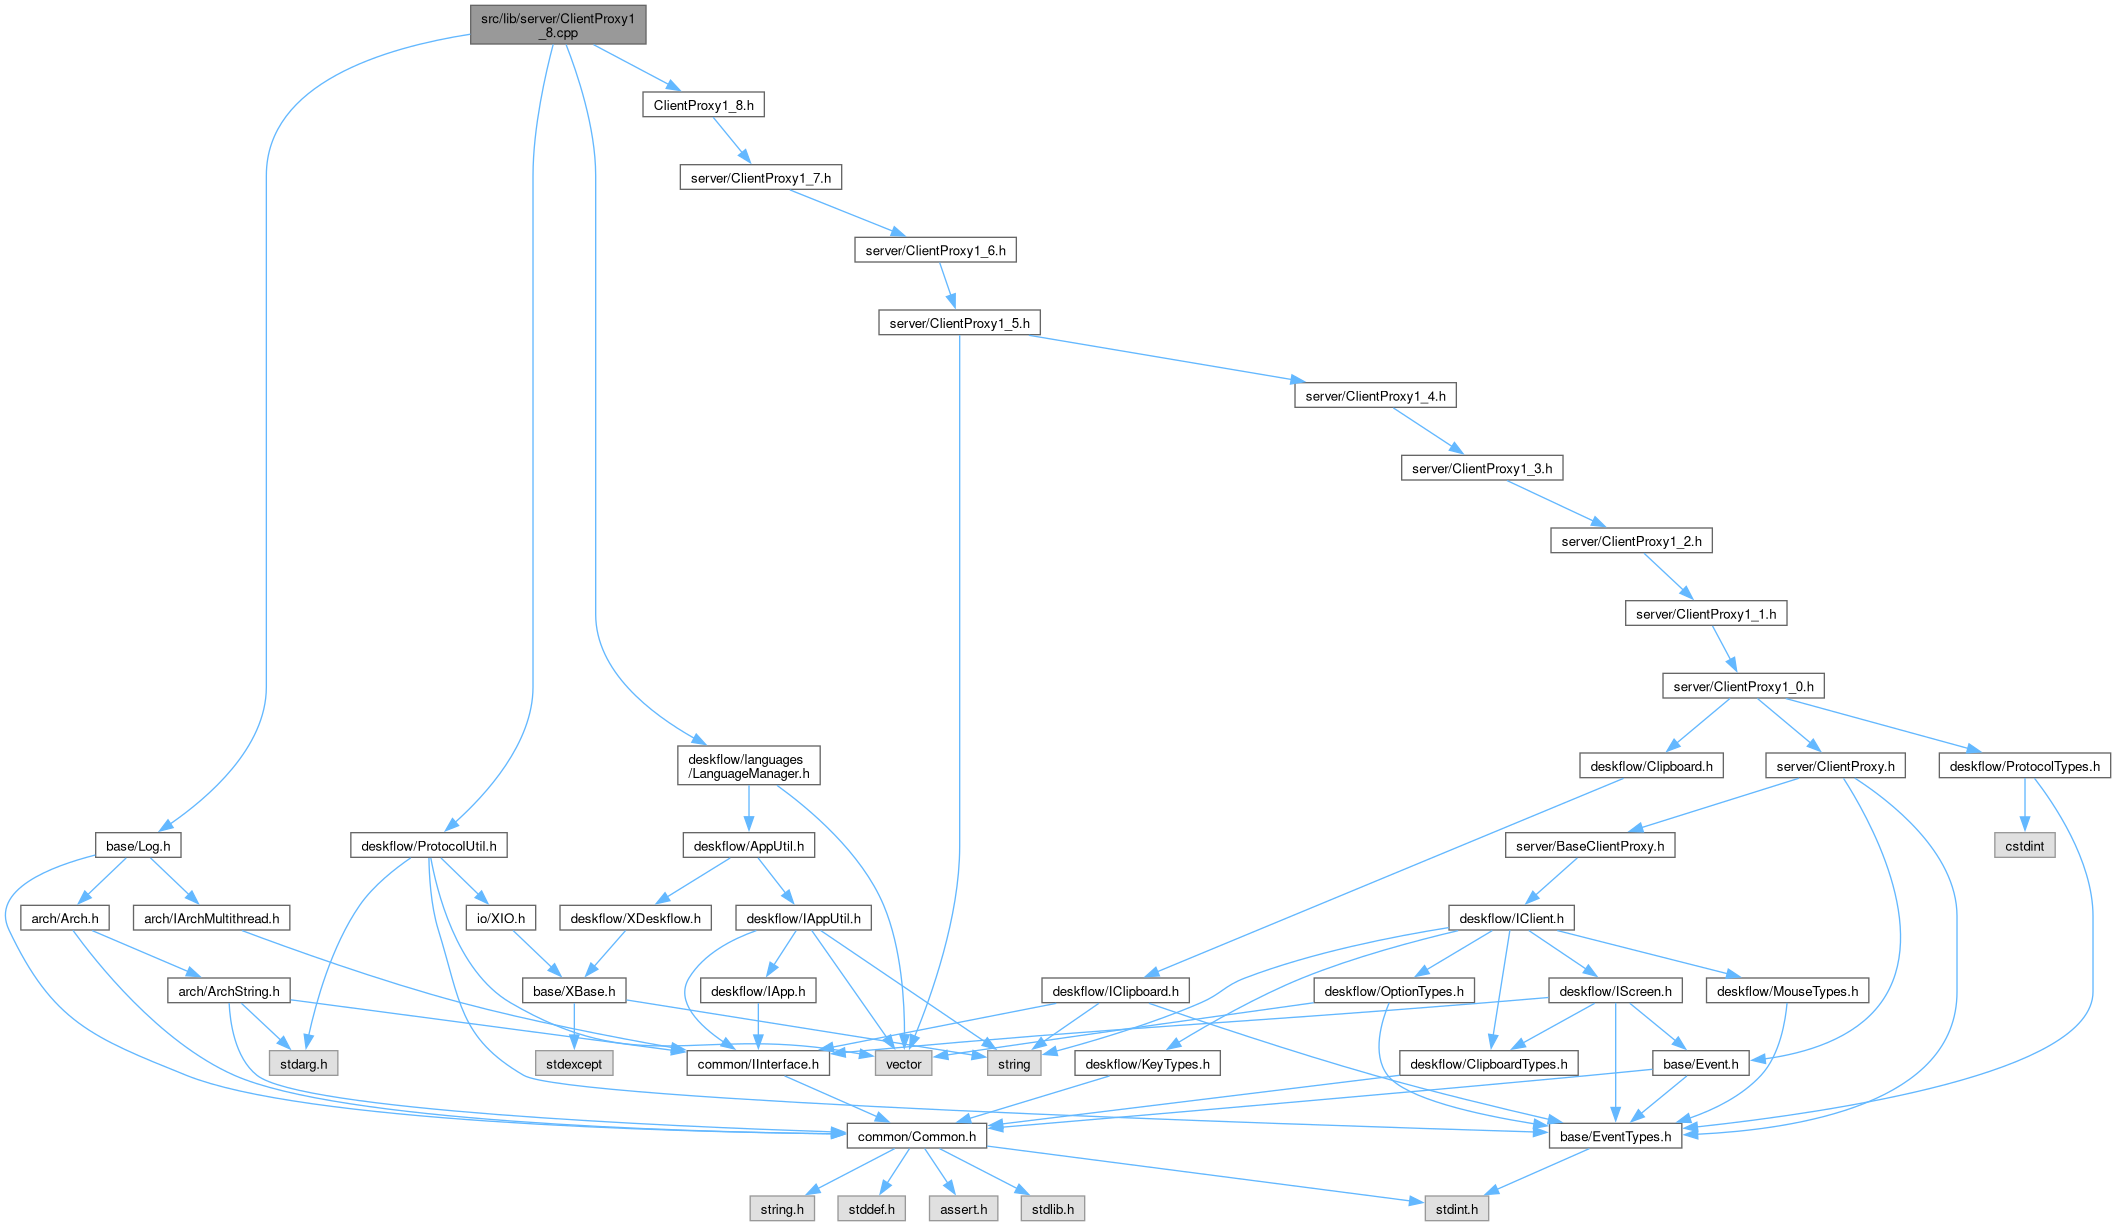 src/lib/server/ClientProxy1
_8.cpp
ClientProxy1_8.h
server/ClientProxy1_7.h
server/ClientProxy1_6.h
server/ClientProxy1_5.h
server/ClientProxy1_4.h
server/ClientProxy1_3.h
server/ClientProxy1_2.h
server/ClientProxy1_1.h
server/ClientProxy1_0.h
deskflow/languages
/LanguageManager.h
deskflow/Clipboard.h
server/ClientProxy.h
deskflow/ProtocolTypes.h
base/Log.h
deskflow/ProtocolUtil.h
deskflow/AppUtil.h
server/BaseClientProxy.h
cstdint
arch/Arch.h
arch/IArchMultithread.h
io/XIO.h
deskflow/XDeskflow.h
deskflow/IAppUtil.h
deskflow/IClient.h
arch/ArchString.h
base/XBase.h
deskflow/IApp.h
deskflow/IClipboard.h
deskflow/OptionTypes.h
deskflow/IScreen.h
deskflow/MouseTypes.h
stdarg.h
stdexcept
common/IInterface.h
vector
string
deskflow/KeyTypes.h
deskflow/ClipboardTypes.h
base/Event.h
common/Common.h
base/EventTypes.h
string.h
stddef.h
assert.h
stdlib.h
stdint.h